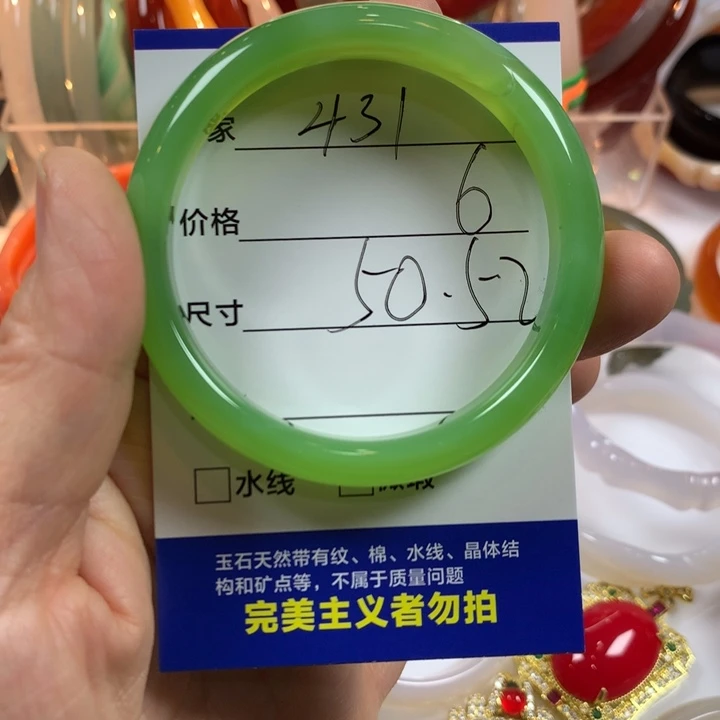 家 431
价格 6
尺寸 50.52
水线
玉石天然带有纹、棉、水线、晶体结
构和矿点等，不属于质量问题
完美主义者勿拍